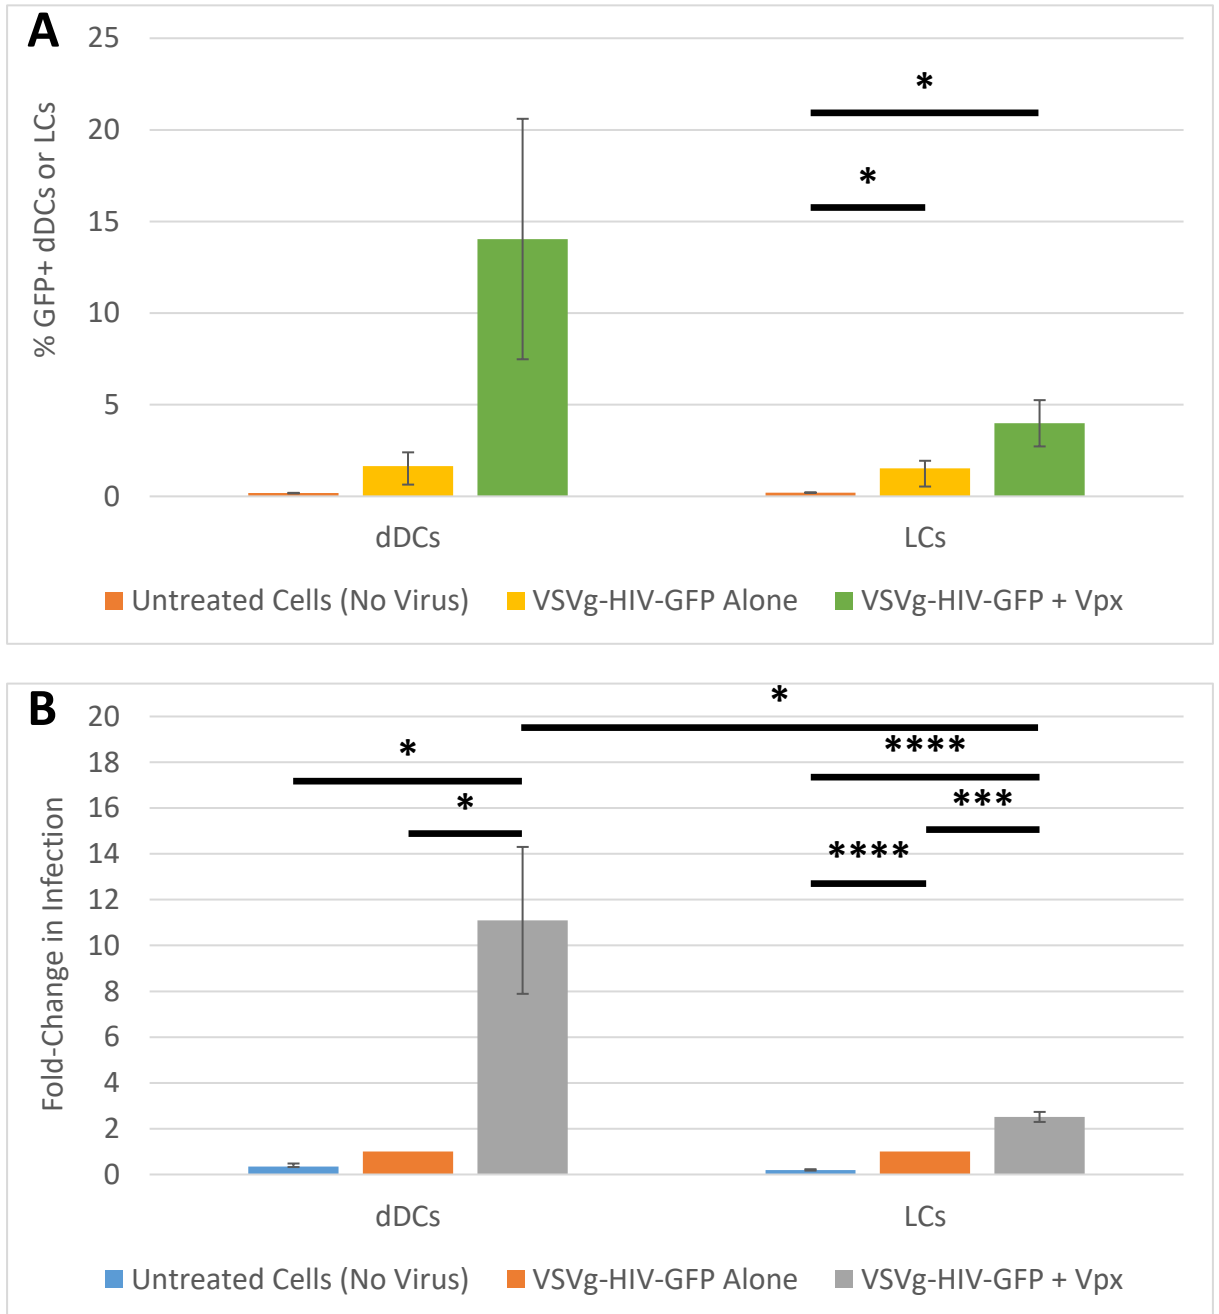 A
25
20
15
10
5
0
% GFP+ dDCs or LCs
*
*
dDCs
LCs
Untreated Cells (No Virus)
VSVg-HIV-GFP Alone
VSVg-HIV-GFP + Vpx
B
20
18
16
14
12
10
8
6
4
2
0
Fold-Change in Infection
*
*
****
*
***
****
dDCs
LCs
Untreated Cells (No Virus)
VSVg-HIV-GFP Alone
VSVg-HIV-GFP + Vpx